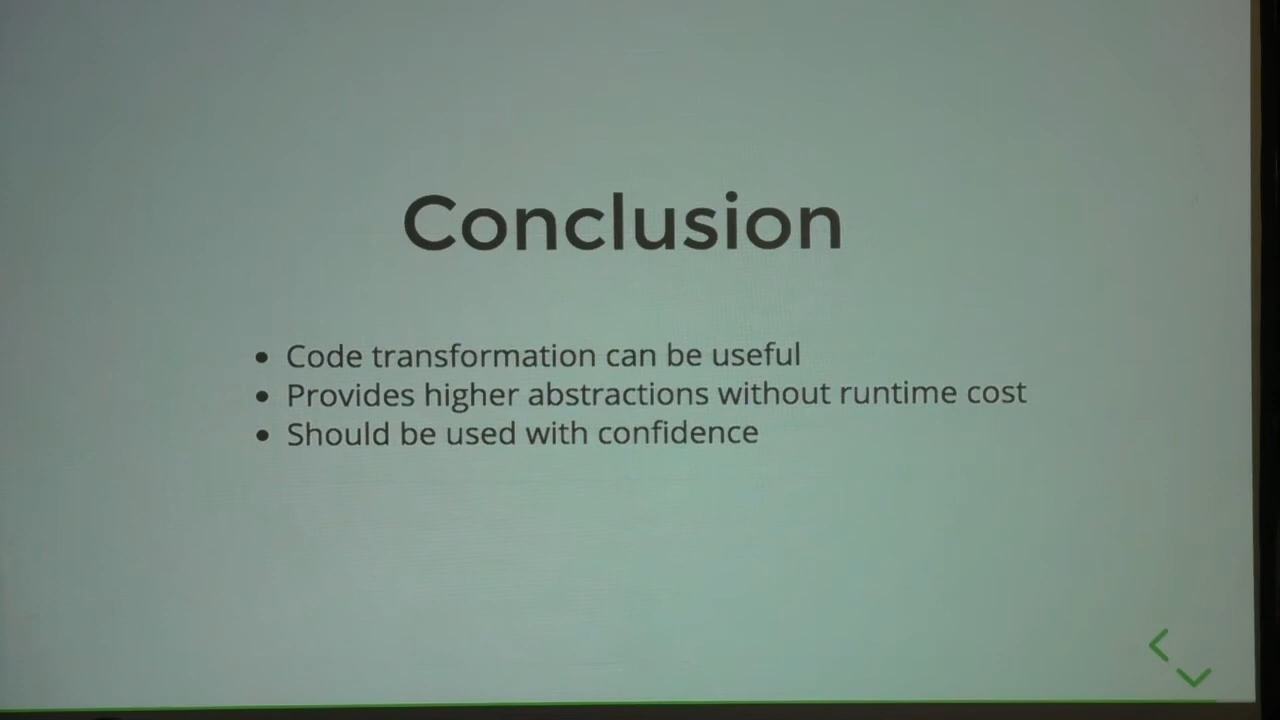 Conclusion
Code transformation can be useful
Provides higher abstractions without runtime cost
Should be used with confidence